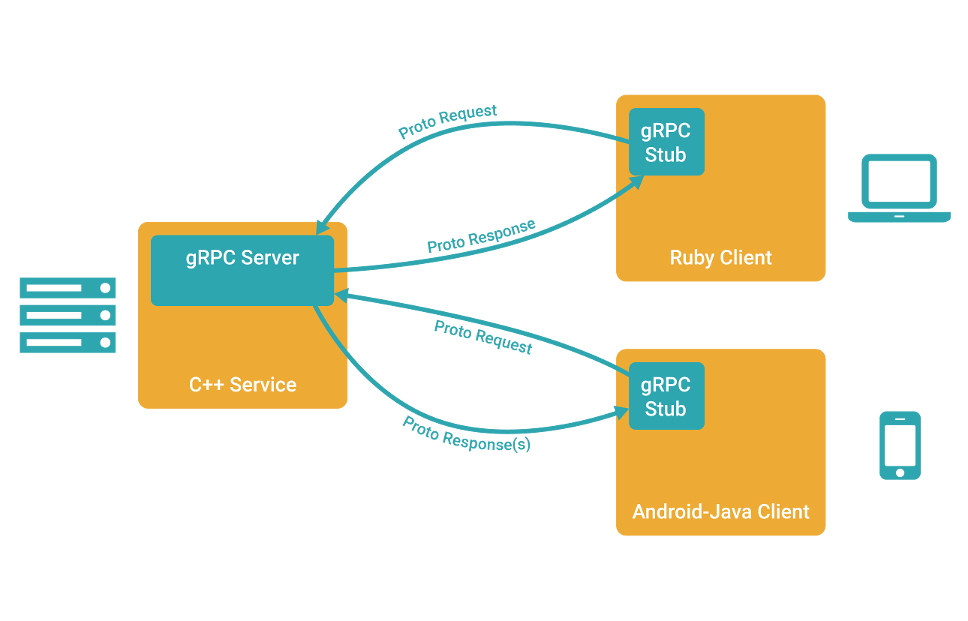 Proto Request
gRPC
Stub
Proto Response
Ruby Client
gRPC Server
C++ Service
Proto Request
gRPC
Stub
Proto Response(s)
Android-Java Client